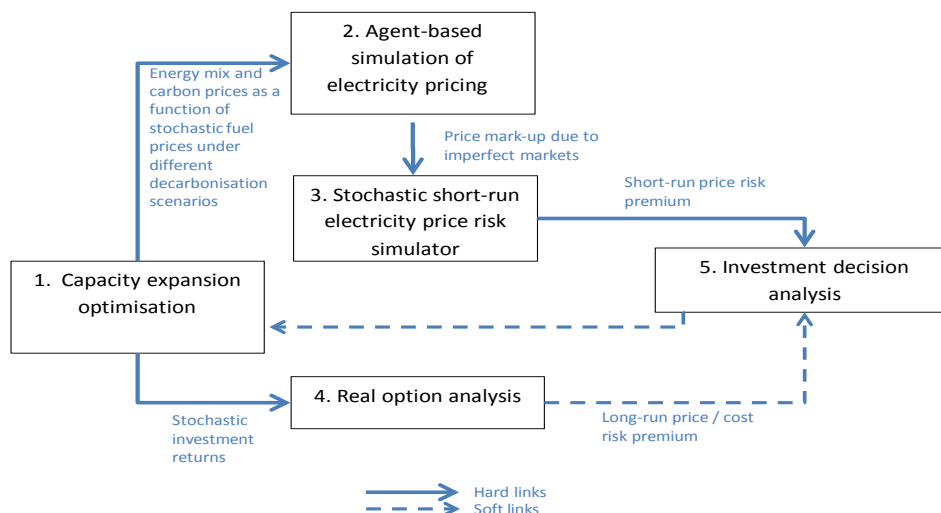 2. Agent-based
simulation of
electricity pricing
Energy mix and
carbon prices as a
function of
stochastic fuel
prices under
different
decarbonisation
scenarios
Price mark-up due to
imperfect markets
3. Stochastic short-run
electricity price risk
simulator
Short-run price risk
premium
1. Capacity expansion
optimisation
5. Investment decision
analysis
4. Real option analysis
Stochastic
investment
returns
Long-run price / cost
risk premium
Hard links
Soft links